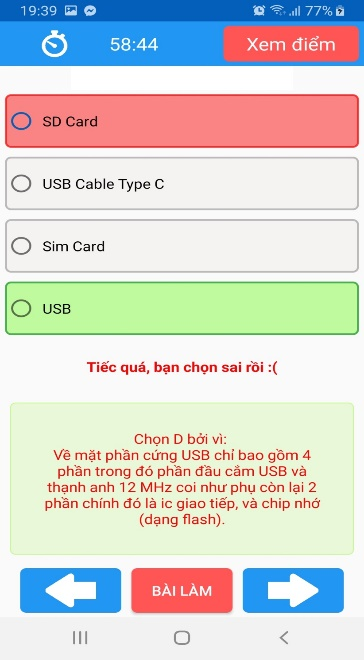 19:39 77%
58:44 Xem điểm
SD Card
USB Cable Type C
Sim Card
USB
Tiếc quá, bạn chọn sai rồi :(
Chọn D bởi vì:
Về mặt phần cứng USB chỉ bao gồm 4
phần trong đó phần đầu cắm USB và
thạnh anh 12 MHz coi như phụ còn lại 2
phần chính đó là ic giao tiếp, và chip nhớ
(dạng flash).
BÀI LÀM